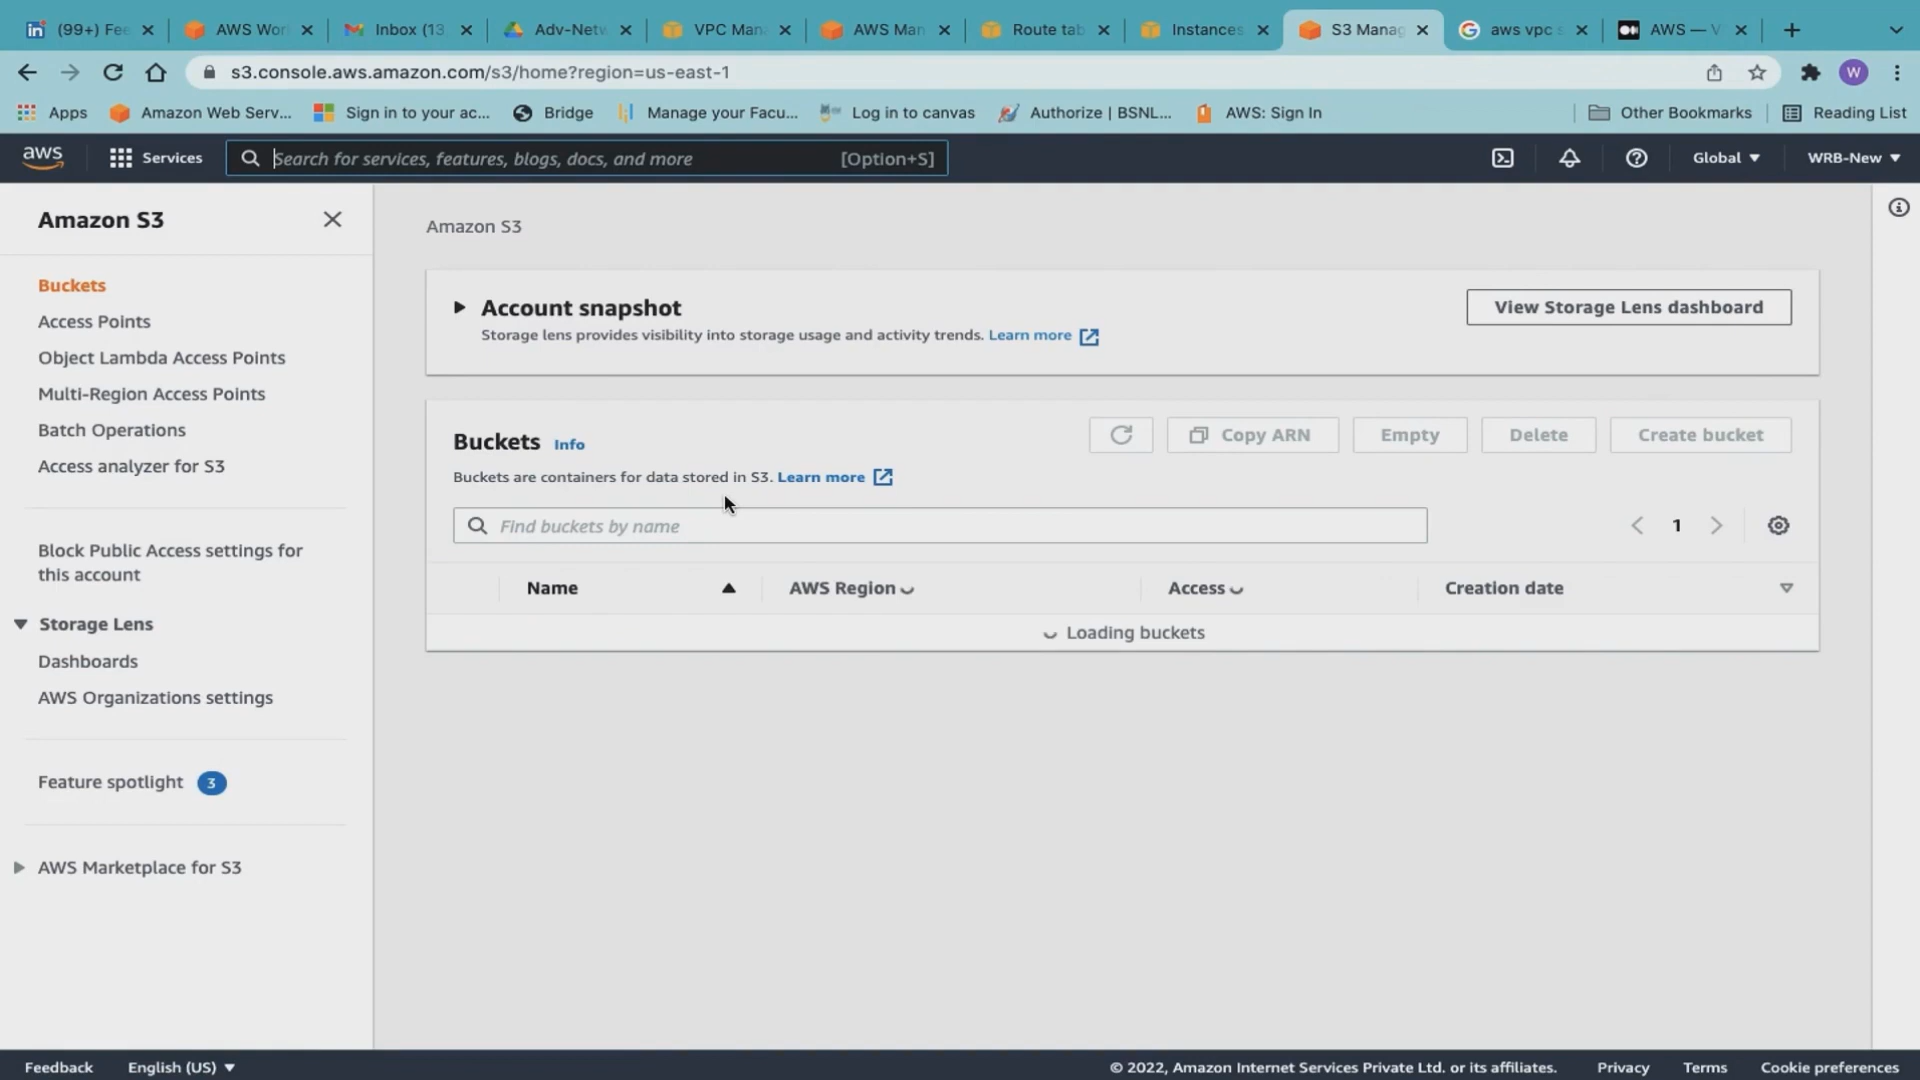 (99+) Fee
AWS Wor
Inbox (13
Adv-Netw
VPC Man
AWS Man
Route tab
Instances
S3 Manag
aws vpc s
AWS — V
s3.console.aws.amazon.com/s3/home?region=us-east-1
W
Apps
Amazon Web Serv...
Sign in to your ac...
Bridge
Manage your Facu...
Log in to canvas
Authorize | BSNL...
AWS: Sign In
Other Bookmarks
Reading List
aws
Services
Search for services, features, blogs, docs, and more
[Option+S]
Global
WRB-New
Amazon S3
Buckets
Access Points
Object Lambda Access Points
Multi-Region Access Points
Batch Operations
Access analyzer for S3
Block Public Access settings for
this account
Storage Lens
Dashboards
AWS Organizations settings
Feature spotlight 3
AWS Marketplace for S3
Amazon S3
Account snapshot
Storage lens provides visibility into storage usage and activity trends. Learn more
View Storage Lens dashboard
Buckets Info
Buckets are containers for data stored in S3. Learn more
Copy ARN
Empty
Delete
Create bucket
Find buckets by name
1
Name
AWS Region
Access
Creation date
Loading buckets
Feedback
English (US)
© 2022, Amazon Internet Services Private Ltd. or its affiliates.
Privacy
Terms
Cookie preferences